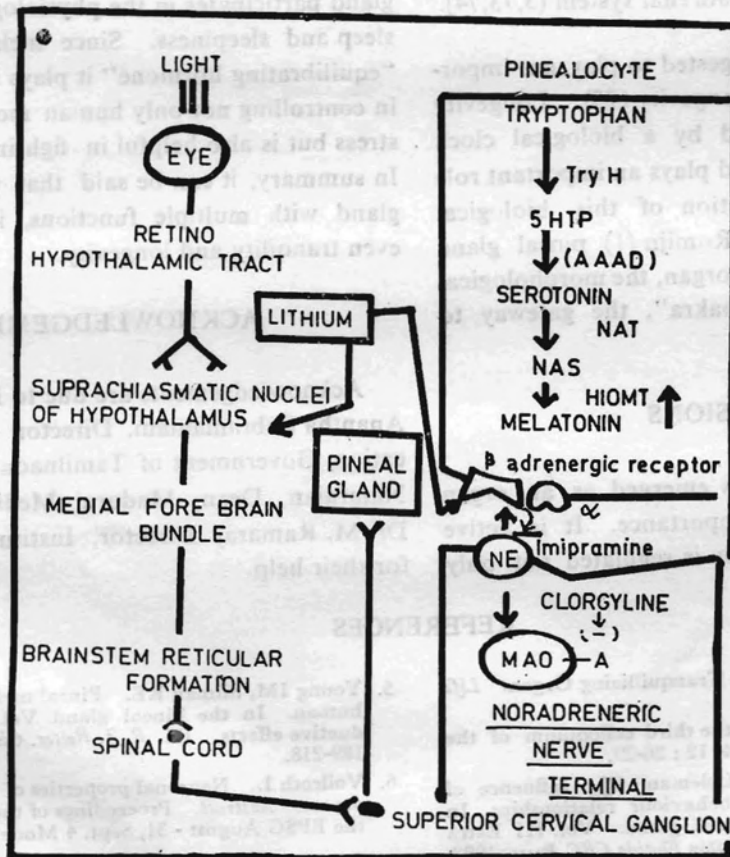 LIGHT
EYE
RETINO
HYPOTHALAMIC TRACT
LITHIUM
SUPRACHIASMATIC NUCLEI
OF HYPOTHALAMUS
PINEAL
GLAND
MEDIAL FORE BRAIN
BUNDLE
BRAINSTEM RETICULAR
FORMATION
SPINAL CORD
SUPERIOR CERVICAL GANGLION
PINEALOCYTE
TRYPTOPHAN
Try H
5 HTP
(AAAD)
SEROTONIN
NAT
NAS
HIOMT
MELATONIN
β adrenergic receptor
α
NE
Imipramine
CLORGYLINE
(-)
MAO-A
NORADRENERIC
NERVE
TERMINAL